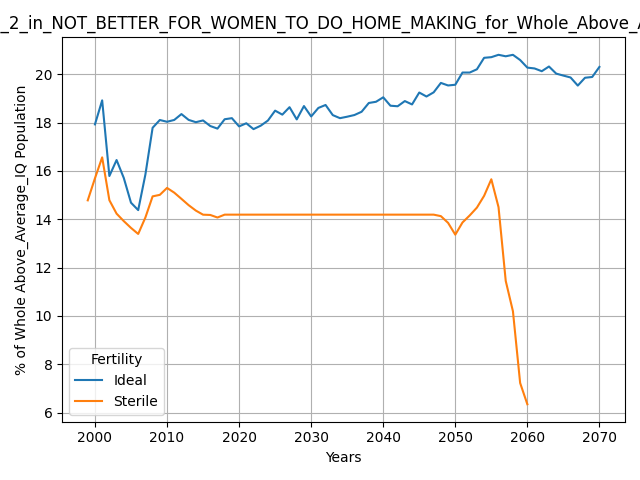 _2_in_NOT_BETTER_FOR_WOMEN_TO_DO_HOME_MAKING_for_Whole_Above_A
% of Whole Above_Average_IQ Population
20
18
16
14
12
10
8
6
Fertility
Ideal
Sterile
2000 2010 2020 2030 2040 2050 2060 2070
Years